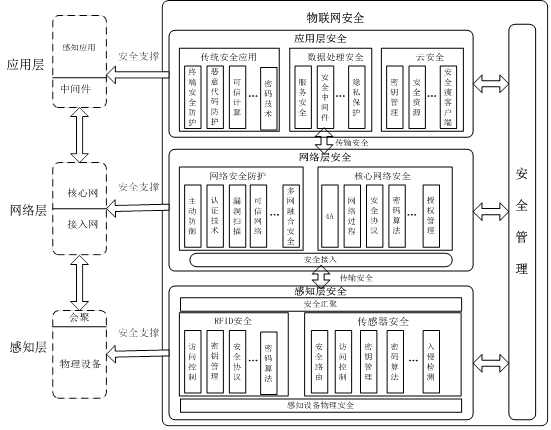 物联网安全
应用层安全
感知应用
中间件
应用层
安全支撑
传统安全应用
数据处理安全
云安全
终端安全防护
恶意代码防护
可信计算
...
密码技术
服务安全
安全中间件
...
隐私保护
密钥管理
安全资源
...
安全瘦客户端
传输安全
网络层安全
核心网
接入网
网络层
安全支撑
网络安全防护
核心网络安全
主动防御
认证技术
漏洞扫描
可信网络
...
多网融合安全
4A
网络过程
安全协议
密码算法
...
授权管理
安全接入
传输安全
感知层安全
安全汇聚
会聚
物理设备
感知层
安全支撑
RFID安全
传感器安全
访问控制
密钥管理
安全协议
...
密码算法
安全路由
访问控制
密钥管理
密码算法
...
入侵检测
感知设备物理安全
安全管理